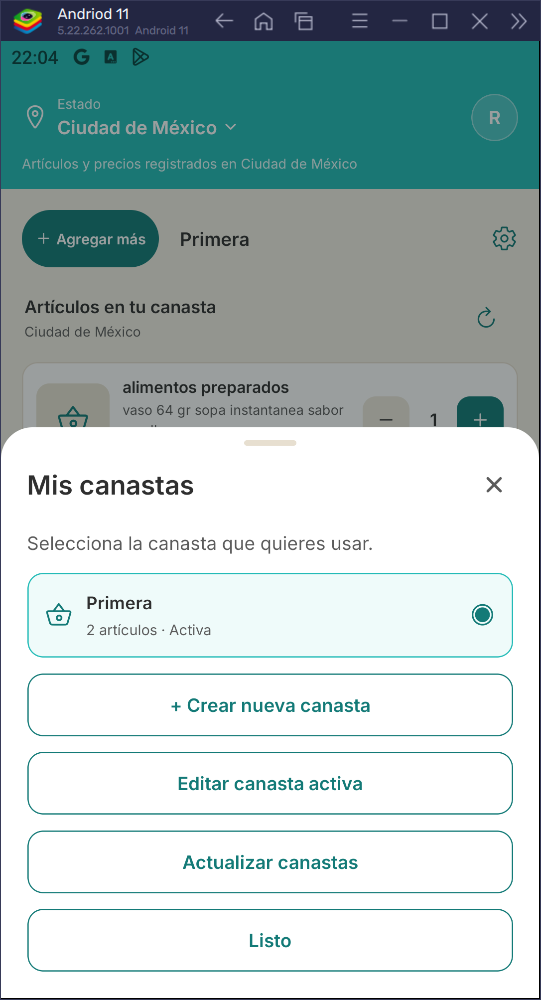 Andriod 11
5.22.262.1001 Android 11
22:04
Estado
Ciudad de México
R
Artículos y precios registrados en Ciudad de México
+ Agregar más
Primera
Artículos en tu canasta
Ciudad de México
alimentos preparados
vaso 64 gr sopa instantanea sabor
− 1 +
Mis canastas
Selecciona la canasta que quieres usar.
Primera
2 artículos · Activa
+ Crear nueva canasta
Editar canasta activa
Actualizar canastas
Listo